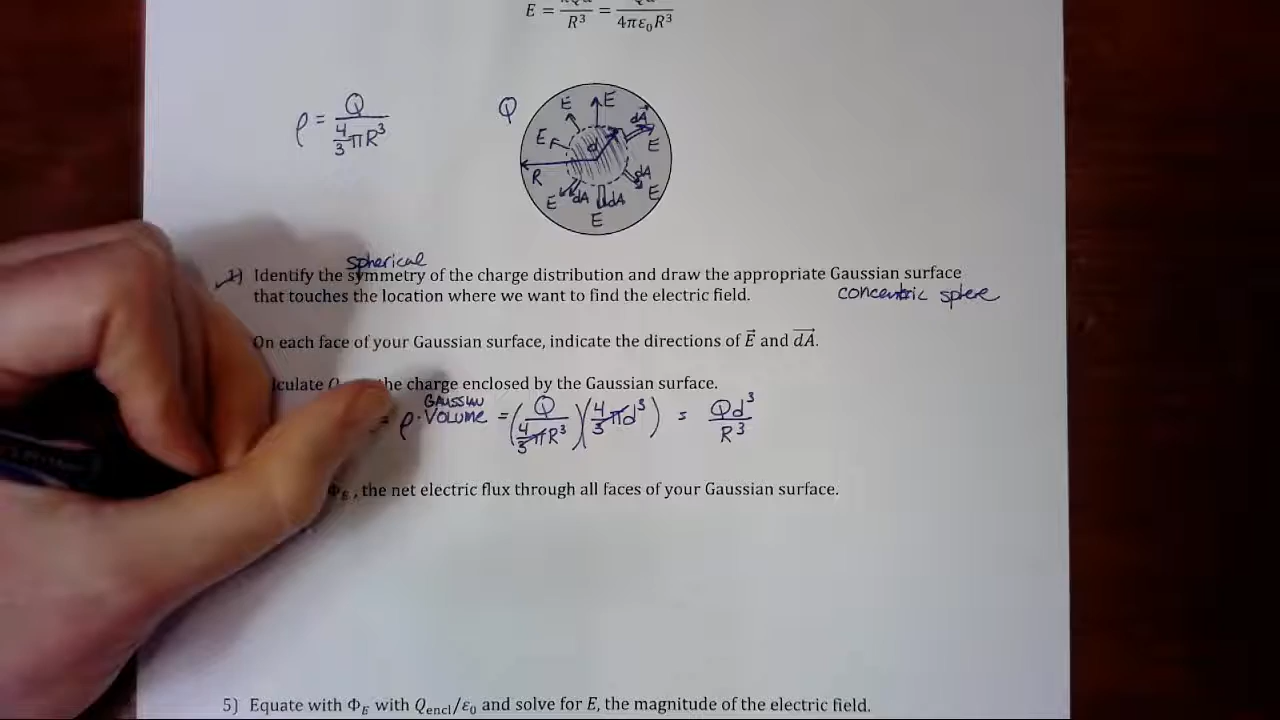 E = kQd/R³ = Qd/4πε₀R³
ρ = Q/(4/3 πR³)
Q
E E dA⃗
E d E
R dA
E dA dA E
E
spherical
1) Identify the symmetry of the charge distribution and draw the appropriate Gaussian surface
that touches the location where we want to find the electric field.
concentric sphere
On each face of your Gaussian surface, indicate the directions of E⃗ and dA⃗.
the charge enclosed by the Gaussian surface.
GAUSSIAN
= ρ · VOLUME = (Q/(4/3 πR³))(4/3 πd³) = Qd³/R³
Φ_E, the net electric flux through all faces of your Gaussian surface.
5) Equate with Φ_E with Q_encl/ε₀ and solve for E, the magnitude of the electric field.